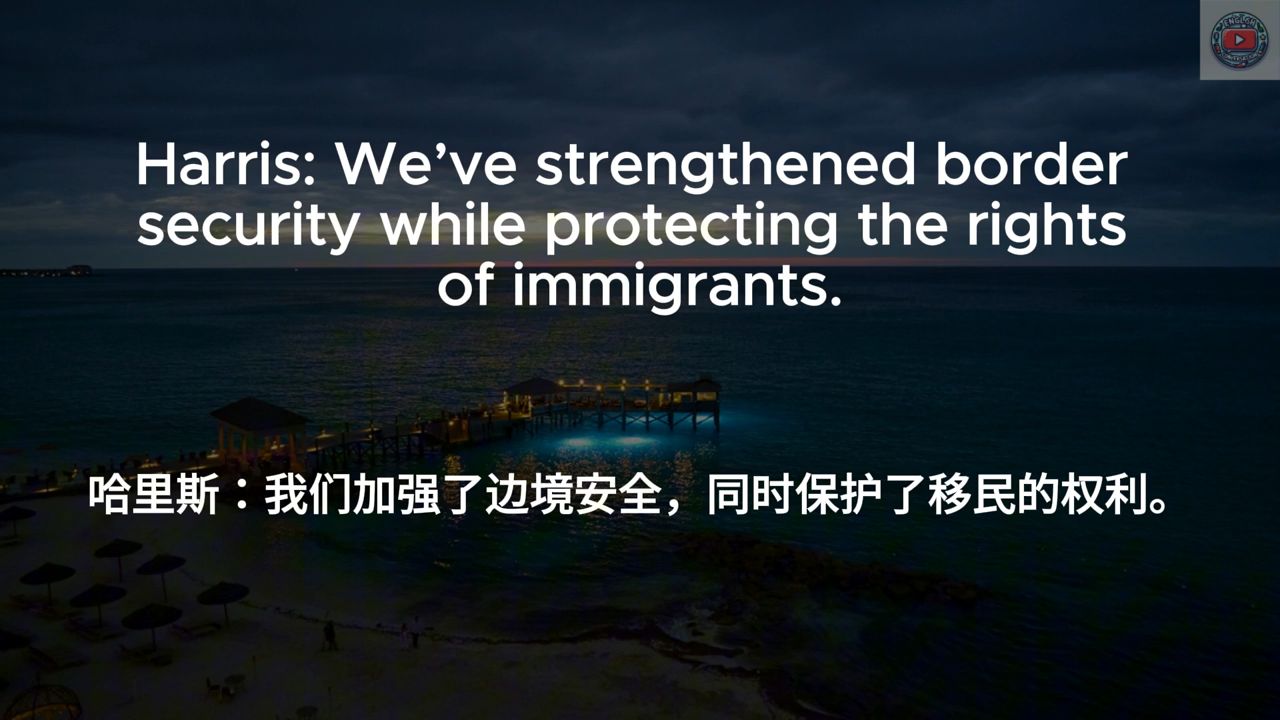 Harris: We’ve strengthened border
security while protecting the rights
of immigrants.
哈里斯：我们加强了边境安全，同时保护了移民的权利。
ENGLISH